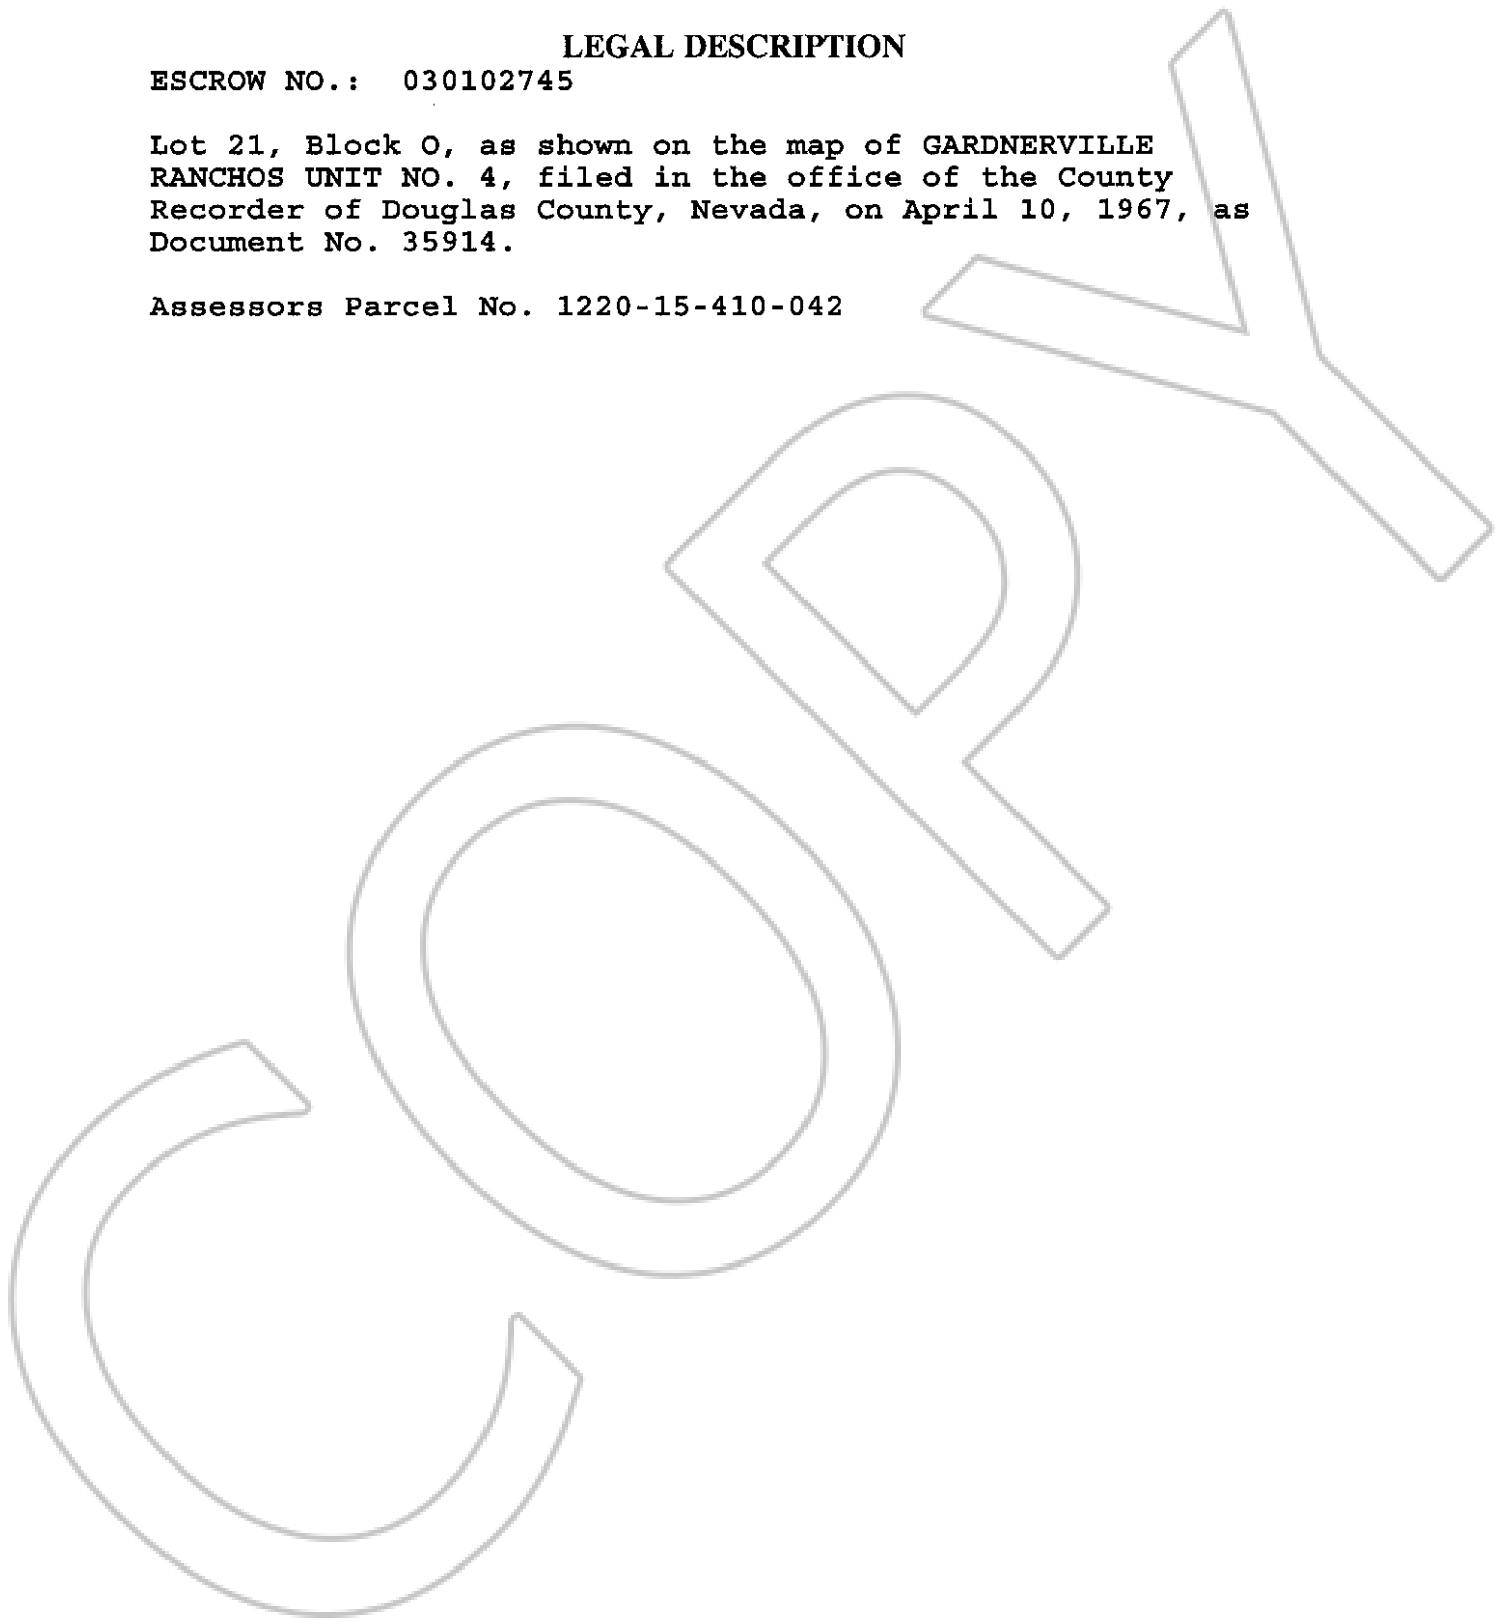 LEGAL DESCRIPTION
ESCROW NO.: 030102745
Lot 21, Block O, as shown on the map of GARDNERVILLE
RANCHOS UNIT NO. 4, filed in the office of the County
Recorder of Douglas County, Nevada, on April 10, 1967, as
Document No. 35914.
Assessors Parcel No. 1220-15-410-042
COPY